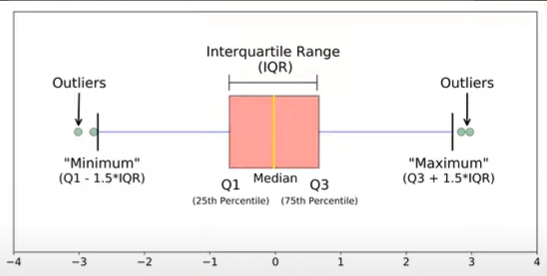 Interquartile Range
(IQR)
Outliers
Outliers
"Minimum"
(Q1 - 1.5*IQR)
"Maximum"
(Q3 + 1.5*IQR)
Q1
Median
Q3
(25th Percentile)
(75th Percentile)
−4
−3
−2
−1
0
1
2
3
4